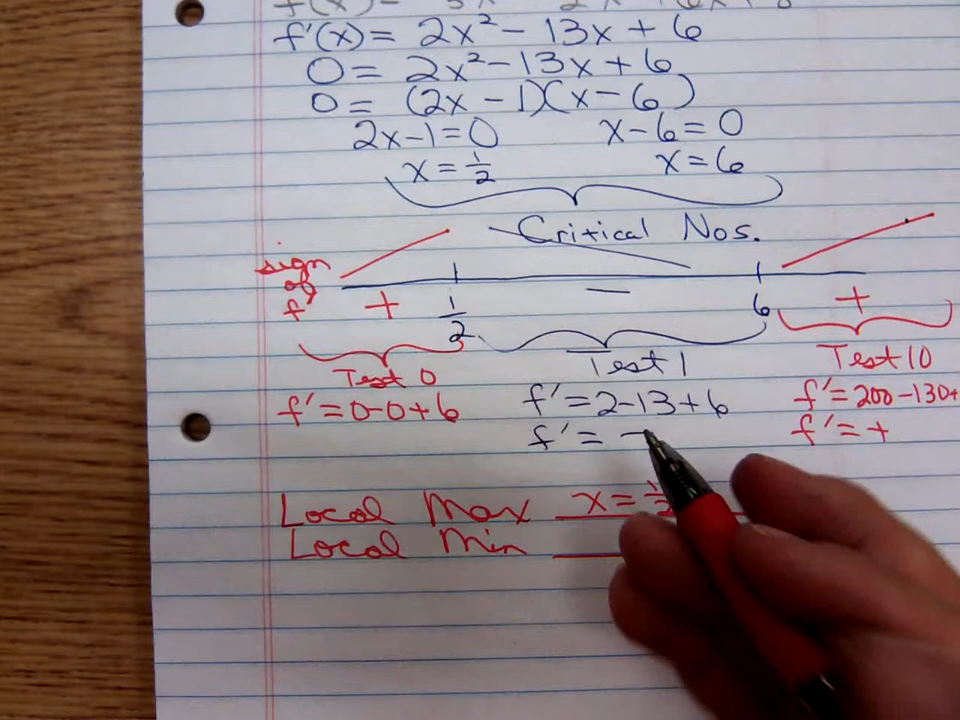 f'(x) = 2x² - 13x + 6
0 = 2x² - 13x + 6
0 = (2x - 1)(x - 6)
2x - 1 = 0 x - 6 = 0
x = 1/2 x = 6
Critical Nos.
sign of f'
+ 1/2 — 6 +
Test 0 Test 1 Test 10
f' = 0 - 0 + 6 f' = 2 - 13 + 6 f' = 200 - 130 +
f' = - f' = +
Local Max x = 1/2
Local Min